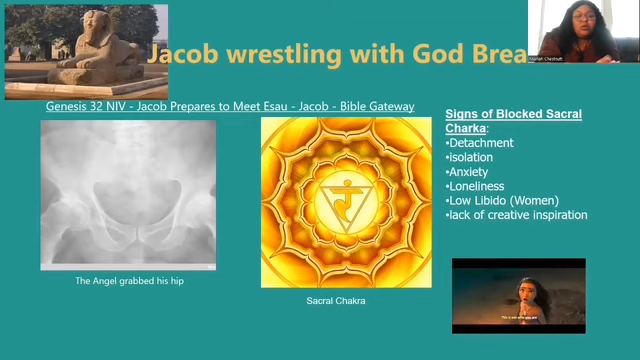 Jacob wrestling with God Brea
Genesis 32 NIV - Jacob Prepares to Meet Esau - Jacob - Bible Gateway
The Angel grabbed his hip
Sacral Chakra
Signs of Blocked Sacral
Charka:
•Detachment
•isolation
•Anxiety
•Loneliness
•Low Libido (Women)
•lack of creative inspiration